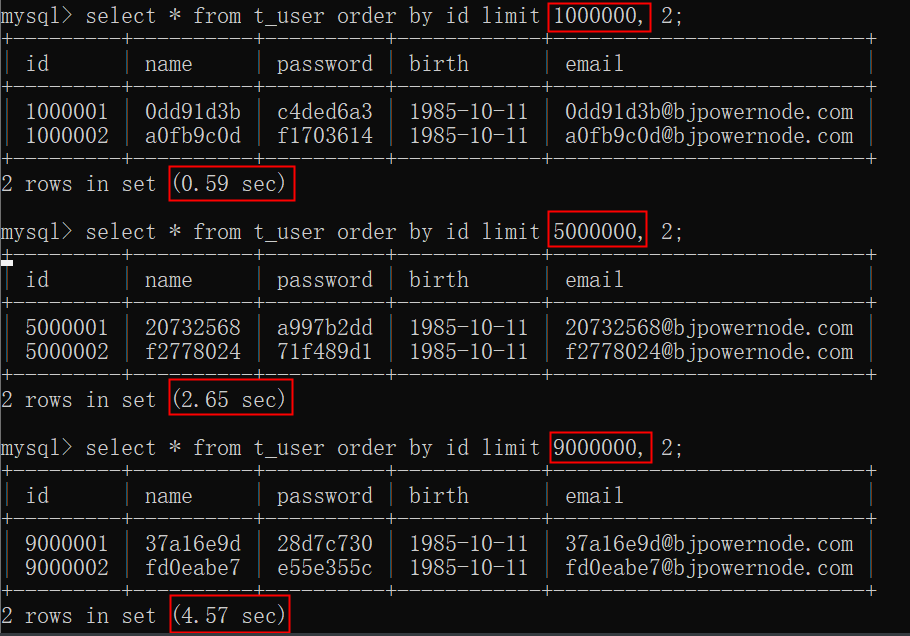 mysql> select * from t_user order by id limit 1000000, 2;
+---------+----------+----------+------------+--------------------------+
| id      | name     | password | birth      | email                    |
+---------+----------+----------+------------+--------------------------+
| 1000001 | 0dd91d3b | c4ded6a3 | 1985-10-11 | 0dd91d3b@bjpowernode.com |
| 1000002 | a0fb9c0d | f1703614 | 1985-10-11 | a0fb9c0d@bjpowernode.com |
+---------+----------+----------+------------+--------------------------+
2 rows in set (0.59 sec)
mysql> select * from t_user order by id limit 5000000, 2;
+---------+----------+----------+------------+--------------------------+
| id      | name     | password | birth      | email                    |
+---------+----------+----------+------------+--------------------------+
| 5000001 | 20732568 | a997b2dd | 1985-10-11 | 20732568@bjpowernode.com |
| 5000002 | f2778024 | 71f489d1 | 1985-10-11 | f2778024@bjpowernode.com |
+---------+----------+----------+------------+--------------------------+
2 rows in set (2.65 sec)
mysql> select * from t_user order by id limit 9000000, 2;
+---------+----------+----------+------------+--------------------------+
| id      | name     | password | birth      | email                    |
+---------+----------+----------+------------+--------------------------+
| 9000001 | 37a16e9d | 28d7c730 | 1985-10-11 | 37a16e9d@bjpowernode.com |
| 9000002 | fd0eabe7 | e55e355c | 1985-10-11 | fd0eabe7@bjpowernode.com |
+---------+----------+----------+------------+--------------------------+
2 rows in set (4.57 sec)